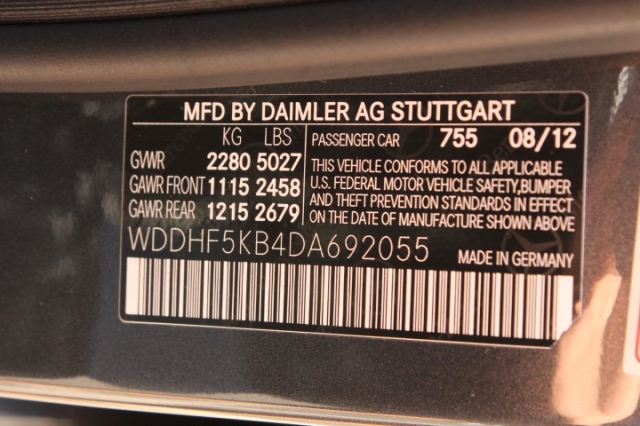 MFD BY DAIMLER AG STUTTGART
KG LBS
GVWR 2280 5027
GAWR FRONT 1115 2458
GAWR REAR 1215 2679
PASSENGER CAR 755 08/12
THIS VEHICLE CONFORMS TO ALL APPLICABLE
U.S. FEDERAL MOTOR VEHICLE SAFETY, BUMPER
AND THEFT PREVENTION STANDARDS IN EFFECT
ON THE DATE OF MANUFACTURE SHOWN ABOVE.
WDDHF5KB4DA692055
MADE IN GERMANY